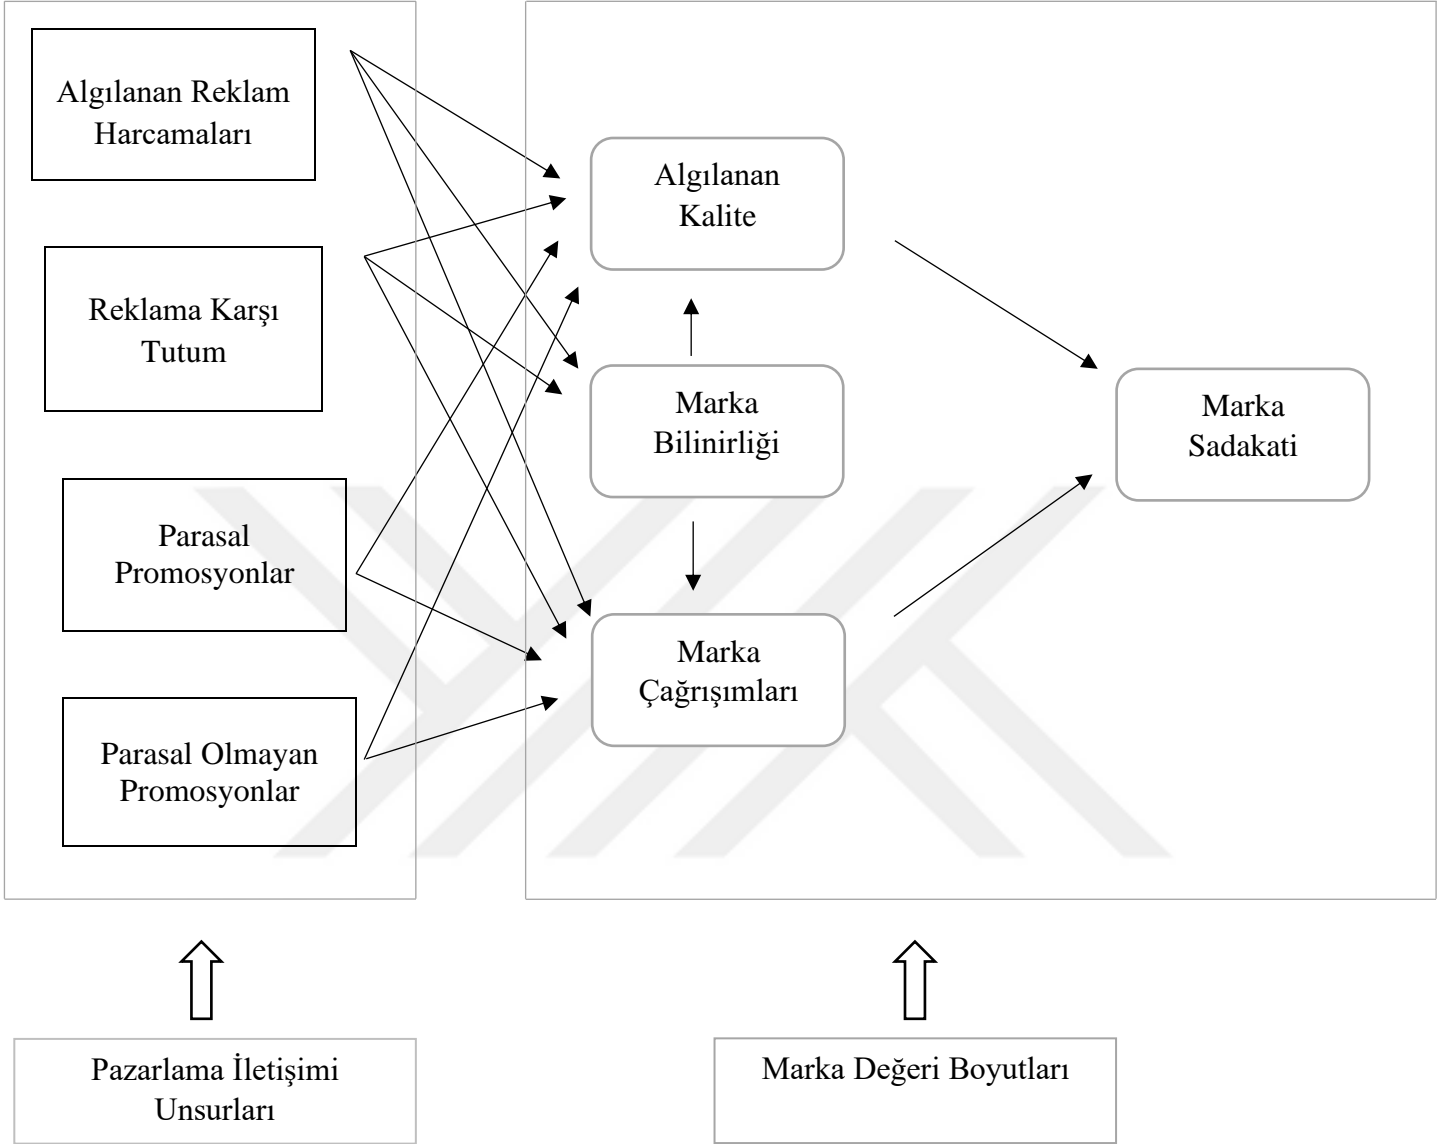 Algılanan Reklam
Harcamaları
Reklama Karşı
Tutum
Parasal
Promosyonlar
Parasal Olmayan
Promosyonlar
Algılanan
Kalite
Marka
Bilinirliği
Marka
Çağrışımları
Marka
Sadakati
Pazarlama İletişimi
Unsurları
Marka Değeri Boyutları